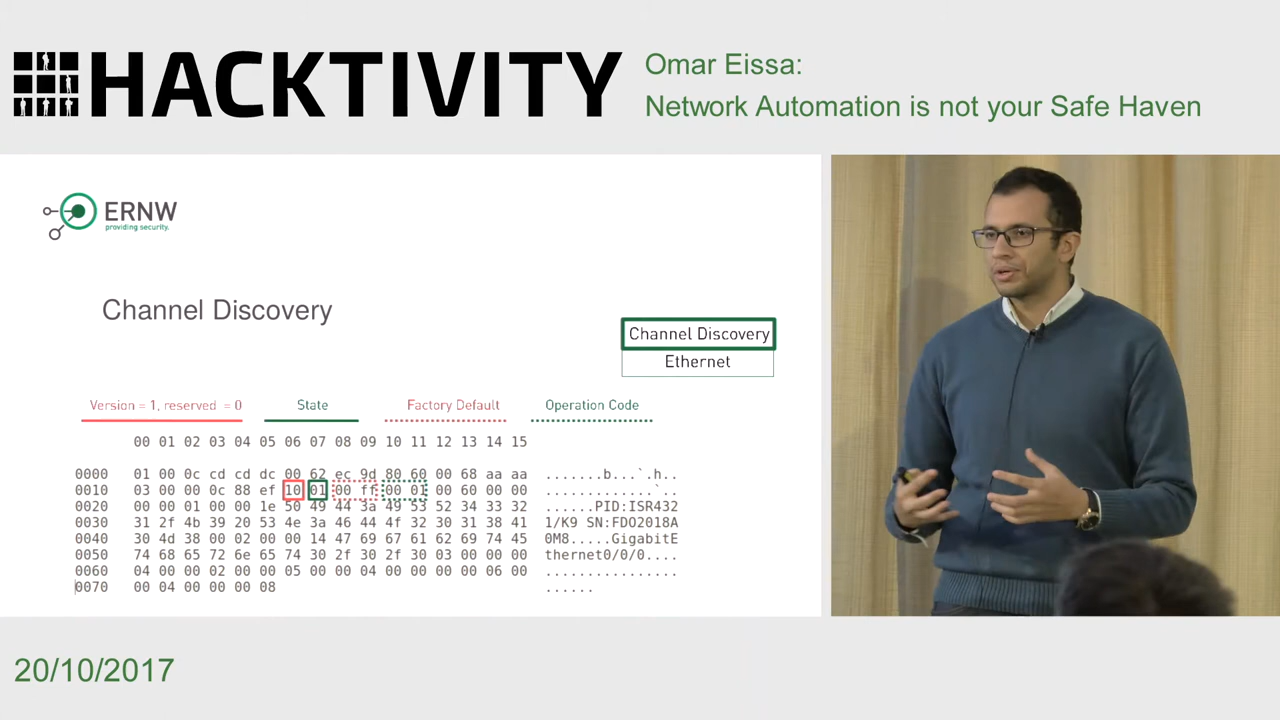 HACKTIVITY
Omar Eissa:
Network Automation is not your Safe Haven
ERNW
providing security.
Channel Discovery
Channel Discovery
Ethernet
Version = 1, reserved = 0 State Factory Default Operation Code
00 01 02 03 04 05 06 07 08 09 10 11 12 13 14 15
0000 01 00 0c cd cd dc 00 62 ec 9d 80 60 00 68 aa aa .......b...`.h..
0010 03 00 00 0c 88 ef 10 01 00 ff 00 01 00 60 00 00 .............`..
0020 00 00 01 00 00 1e 50 49 44 3a 49 53 52 34 33 32 ......PID:ISR432
0030 31 2f 4b 39 20 53 4e 3a 46 44 4f 32 30 31 38 41 1/K9 SN:FDO2018A
0040 30 4d 38 00 02 00 00 14 47 69 67 61 62 69 74 45 0M8.....GigabitE
0050 74 68 65 72 6e 65 74 30 2f 30 2f 30 03 00 00 00 thernet0/0/0....
0060 04 00 00 02 00 00 05 00 00 04 00 00 00 00 06 00 ................
0070 00 04 00 00 00 08 ......
20/10/2017